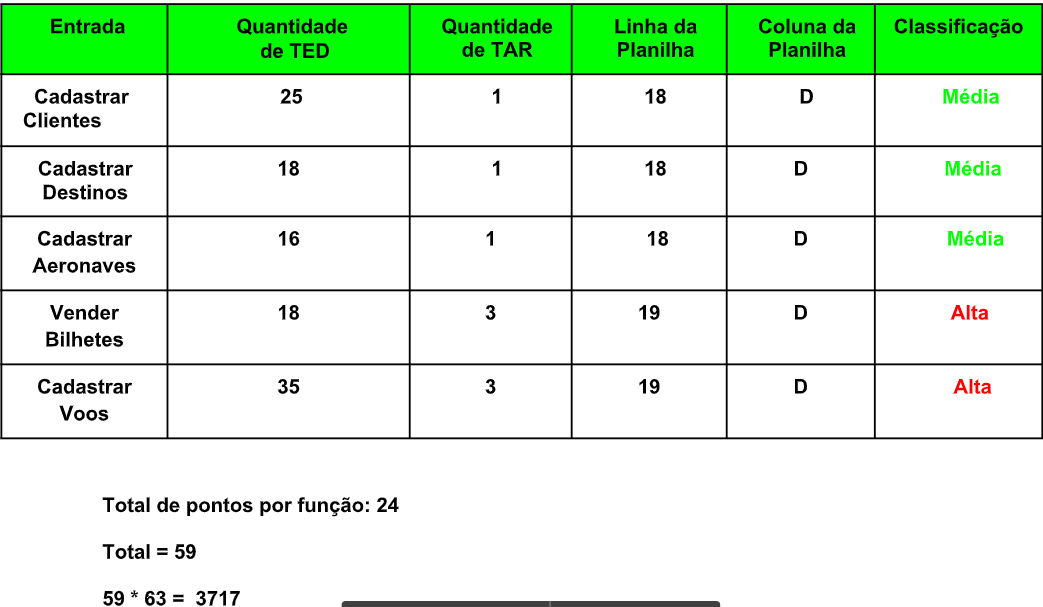 Entrada Quantidade de TED Quantidade de TAR Linha da Planilha Coluna da Planilha Classificação
Cadastrar Clientes 25 1 18 D Média
Cadastrar Destinos 18 1 18 D Média
Cadastrar Aeronaves 16 1 18 D Média
Vender Bilhetes 18 3 19 D Alta
Cadastrar Voos 35 3 19 D Alta
Total de pontos por função: 24
Total = 59
59 * 63 = 3717